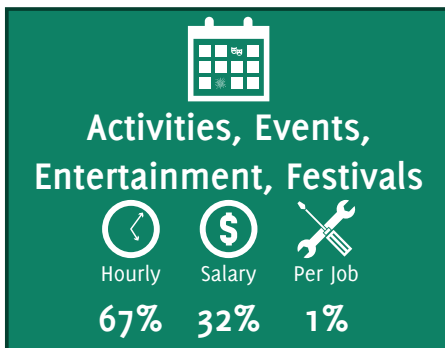 Activities, Events,
Entertainment, Festivals
$
Hourly Salary Per Job
67% 32% 1%